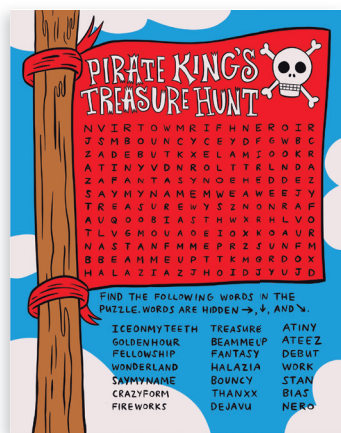 PIRATE KING'S
TREASURE HUNT
N V I R T O W M R I F H N E R O I R
J S M B O U N C Y C E Y D F G W B C
Z A D E B U T K X E L A M I O O K R
A T I N Y V D N R O L T T R L N D A
Z A F A N T A S Y N O E H E D D E Z
S A Y M Y N A M E M W E A W E E J Y
T R E A S U R E W Y S Z N O N R A F
A U Q O O B I A S T H W X R H L V O
T L V G M O U A O E I O X K O A U R
N A S T A N F M M E P R Z S U N F M
B B E A M M E U P T T K M Q R D O X
H A L A Z I A Z J H O I D J Y U J D
FIND THE FOLLOWING WORDS IN THE
PUZZLE. WORDS ARE HIDDEN →, ↓, AND ↘.
ICEONMYTEETH TREASURE ATINY
GOLDENHOUR BEAMMEUP ATEEZ
FELLOWSHIP FANTASY DEBUT
WONDERLAND HALAZIA WORK
SAYMYNAME BOUNCY STAN
CRAZYFORM THANXX BIAS
FIREWORKS DEJAVU NERO